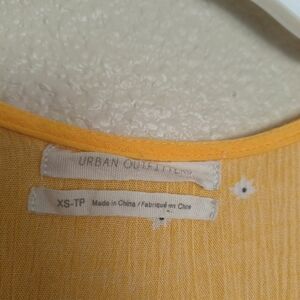 URBAN OUTFITTERS
XS-TP Made in China / Fabriqué en Chine